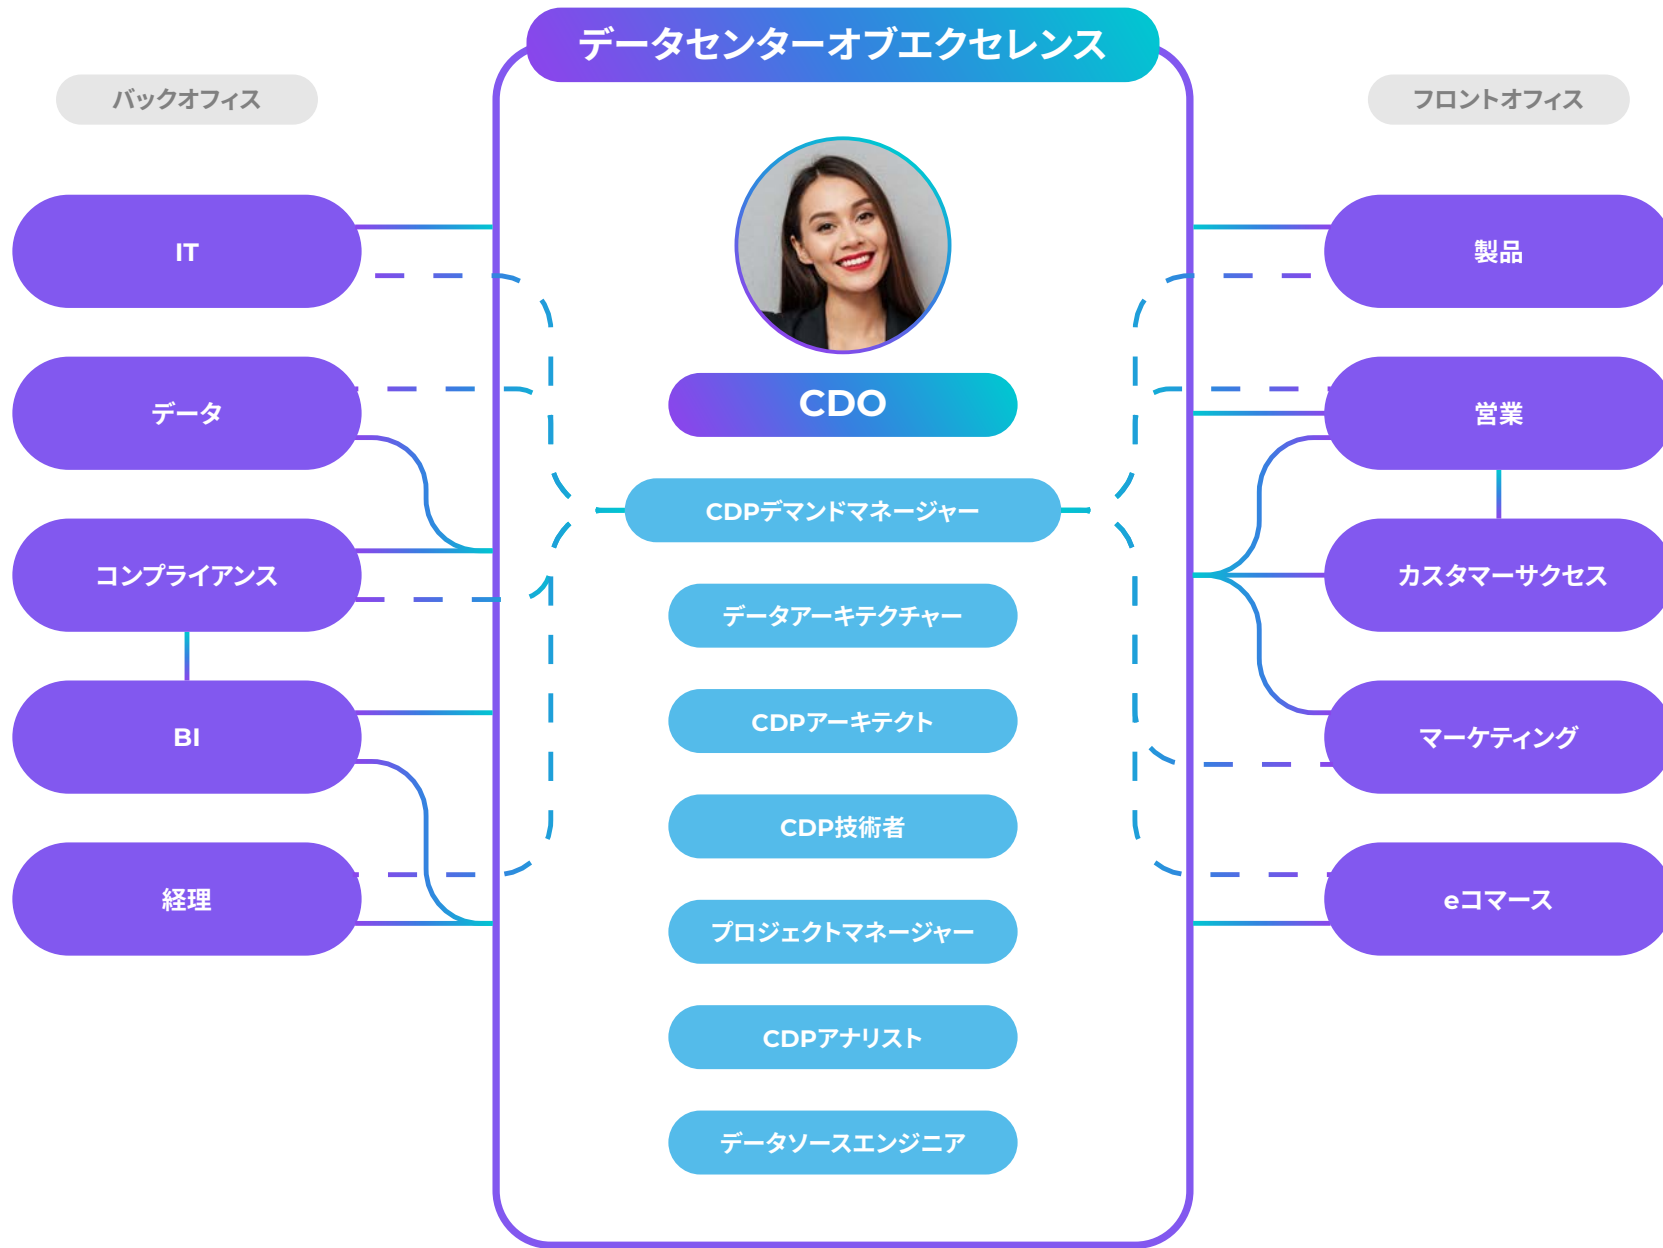 データセンターオブエクセレンス
バックオフィス
フロントオフィス
IT
データ
コンプライアンス
BI
経理
CDO
CDPデマンドマネージャー
データアーキテクチャー
CDPアーキテクト
CDP技術者
プロジェクトマネージャー
CDPアナリスト
データソースエンジニア
製品
営業
カスタマーサクセス
マーケティング
eコマース